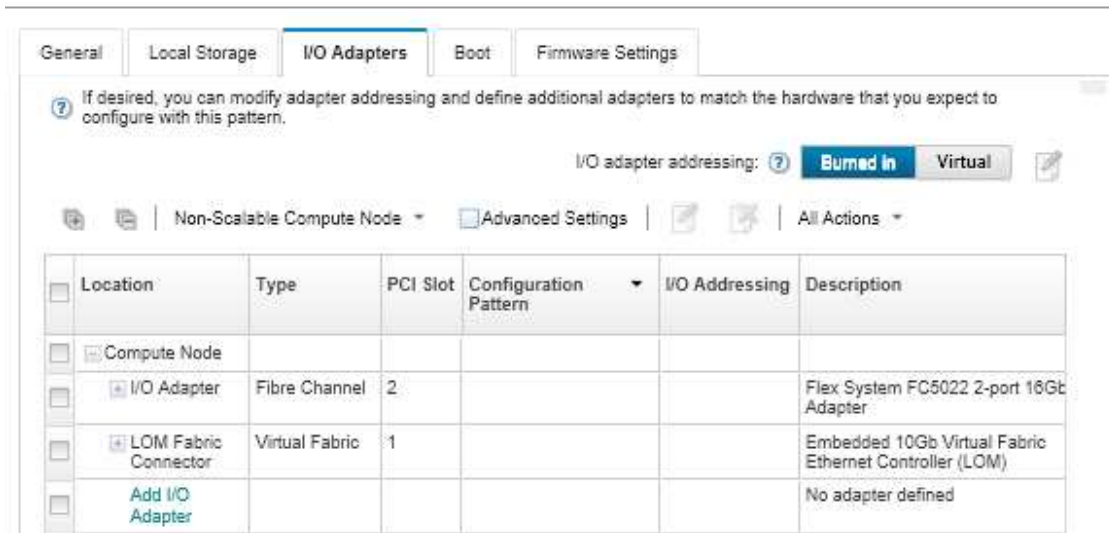 General Local Storage I/O Adapters Boot Firmware Settings
If desired, you can modify adapter addressing and define additional adapters to match the hardware that you expect to
configure with this pattern.
I/O adapter addressing: Burned in Virtual
Non-Scalable Compute Node Advanced Settings All Actions
Location Type PCI Slot Configuration I/O Addressing Description
Pattern
Compute Node
I/O Adapter Fibre Channel 2 Flex System FC5022 2-port 16Gb
Adapter
LOM Fabric Virtual Fabric 1 Embedded 10Gb Virtual Fabric
Connector Ethernet Controller (LOM)
Add I/O No adapter defined
Adapter